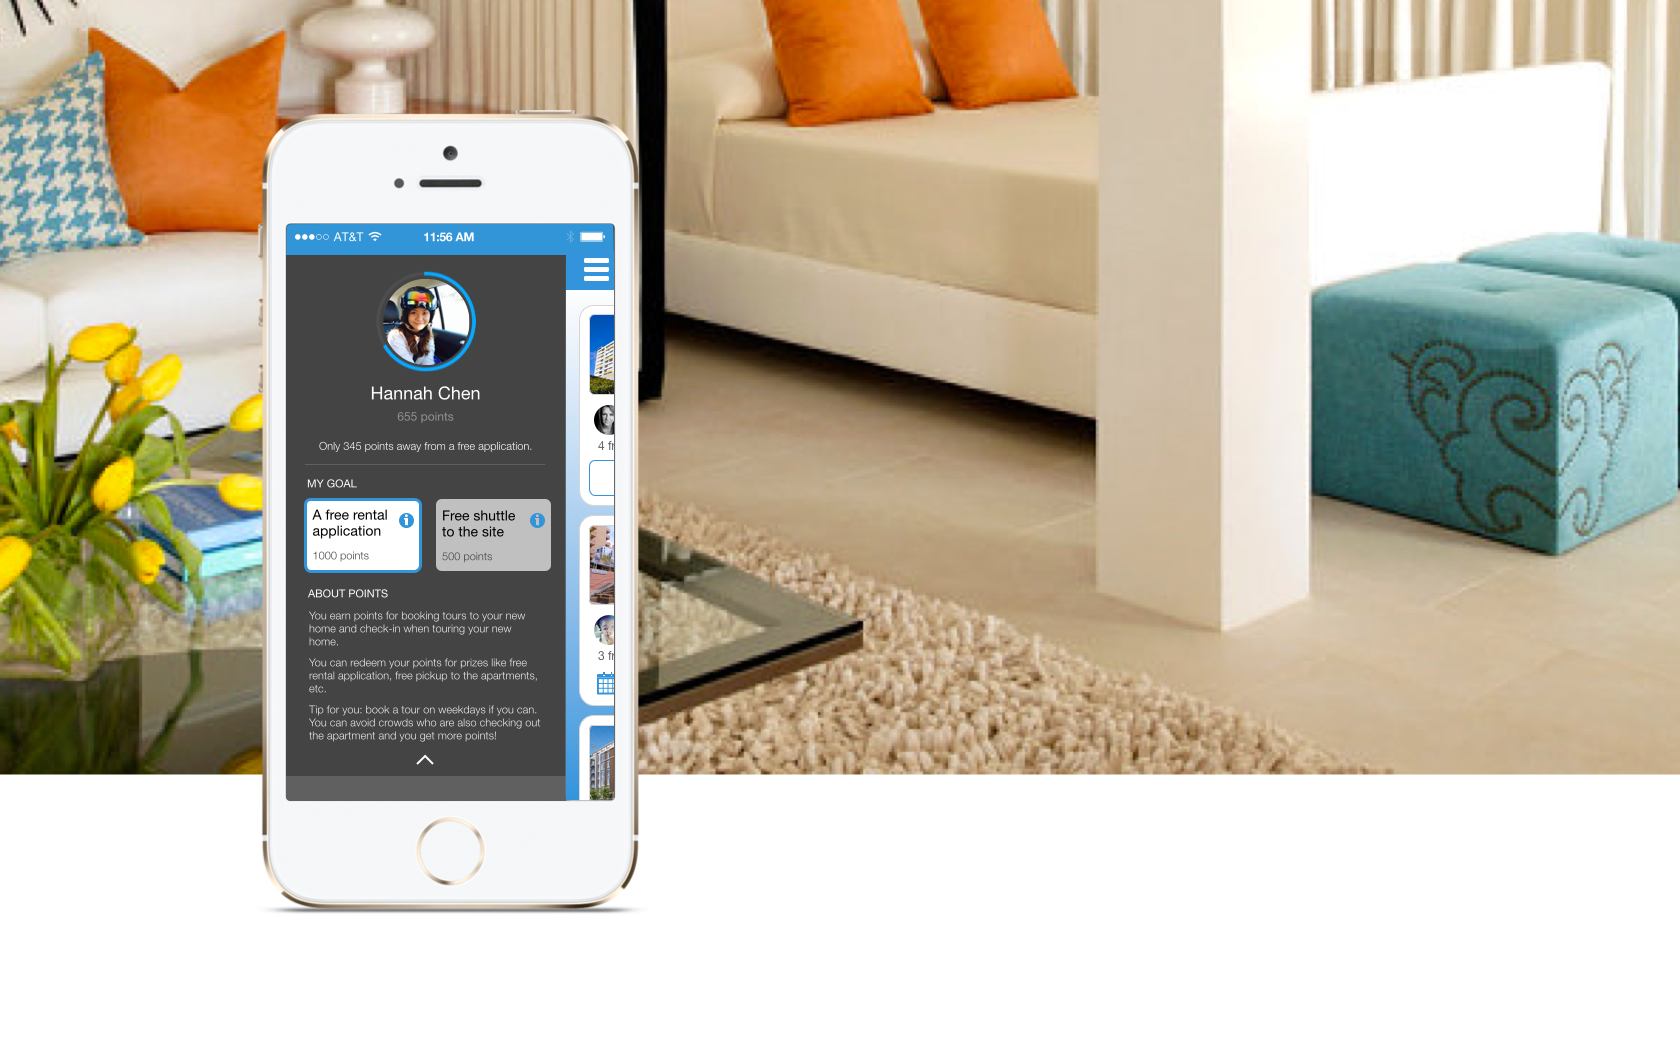 AT&T 11:56 AM
Hannah Chen
655 points
Only 345 points away from a free application.
MY GOAL
A free rental
application
1000 points
Free shuttle
to the site
500 points
ABOUT POINTS
You earn points for booking tours to your new
home and check-in when touring your new
home.
You can redeem your points for prizes like free
rental application, free pickup to the apartments,
etc.
Tip for you: book a tour on weekdays if you can.
You can avoid crowds who are also checking out
the apartment and you get more points!
4 fr
3 fr